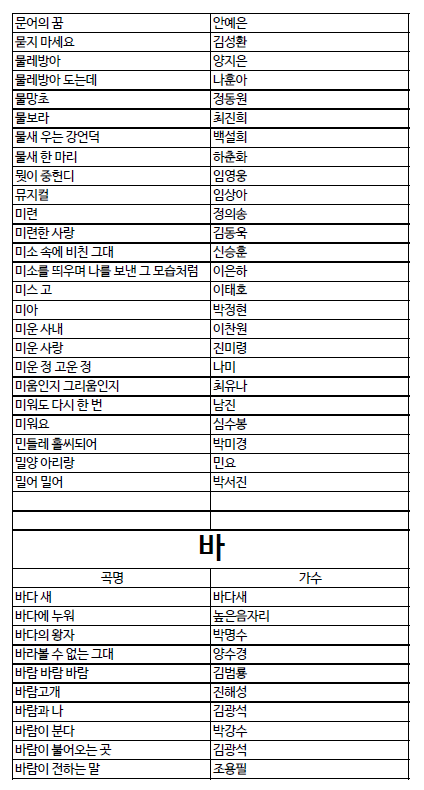 문어의 꿈 안예은
묻지 마세요 김성환
물레방아 양지은
물레방아 도는데 나훈아
물망초 정동원
물보라 최진희
물새 우는 강언덕 백설희
물새 한 마리 하춘화
뭣이 중헌디 임영웅
뮤지컬 임상아
미련 정의송
미련한 사랑 김동욱
미소 속에 비친 그대 신승훈
미소를 띄우며 나를 보낸 그 모습처럼 이은하
미스 고 이태호
미아 박정현
미운 사내 이찬원
미운 사랑 진미령
미운 정 고운 정 나미
미움인지 그리움인지 최유나
미워도 다시 한 번 남진
미워요 심수봉
민들레 홀씨되어 박미경
밀양 아리랑 민요
밀어 밀어 박서진
바
곡명 가수
바다 새 바다새
바다에 누워 높은음자리
바다의 왕자 박명수
바라볼 수 없는 그대 양수경
바람 바람 바람 김범룡
바람고개 진해성
바람과 나 김광석
바람이 분다 박강수
바람이 불어오는 곳 김광석
바람이 전하는 말 조용필